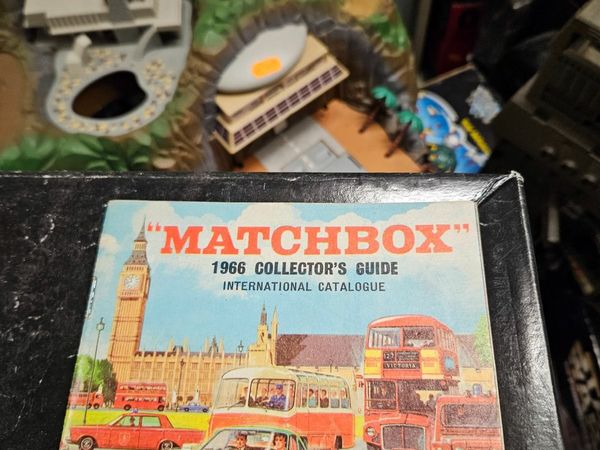 "MATCHBOX"
1966 COLLECTOR'S GUIDE
INTERNATIONAL CATALOGUE
VICTORIA